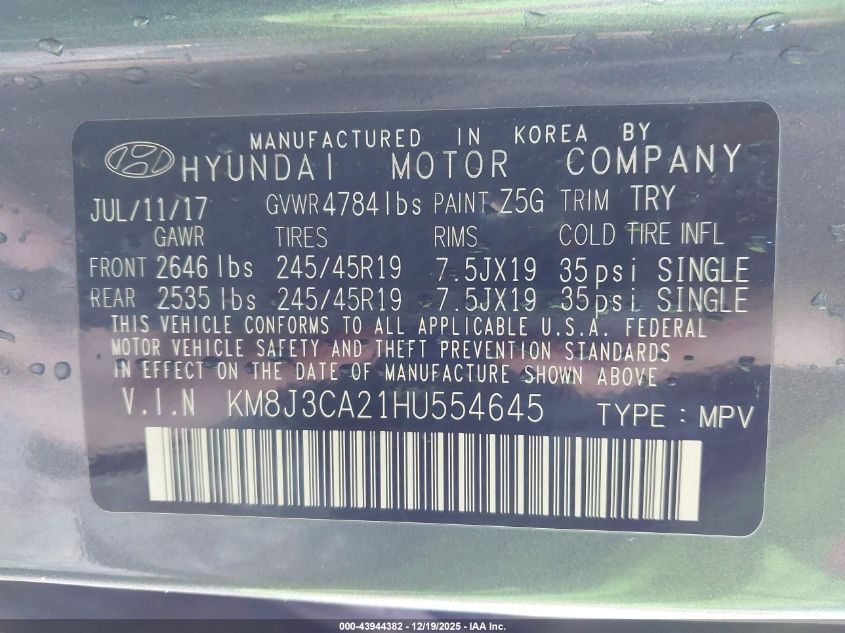 MANUFACTURED IN KOREA BY
HYUNDAI MOTOR COMPANY
JUL/11/17 GVWR 4784lbs PAINT Z5G TRIM TRY
GAWR TIRES RIMS COLD TIRE INFL
FRONT 2646lbs 245/45R19 7.5JX19 35psi SINGLE
REAR 2535lbs 245/45R19 7.5JX19 35psi SINGLE
THIS VEHICLE CONFORMS TO ALL APPLICABLE U.S.A. FEDERAL
MOTOR VEHICLE SAFETY AND THEFT PREVENTION STANDARDS
IN EFFECT ON THE DATE OF MANUFACTURE SHOWN ABOVE
V.I.N KM8J3CA21HU554645 TYPE : MPV
000-43944382 - 12/19/2025 - IAA Inc.